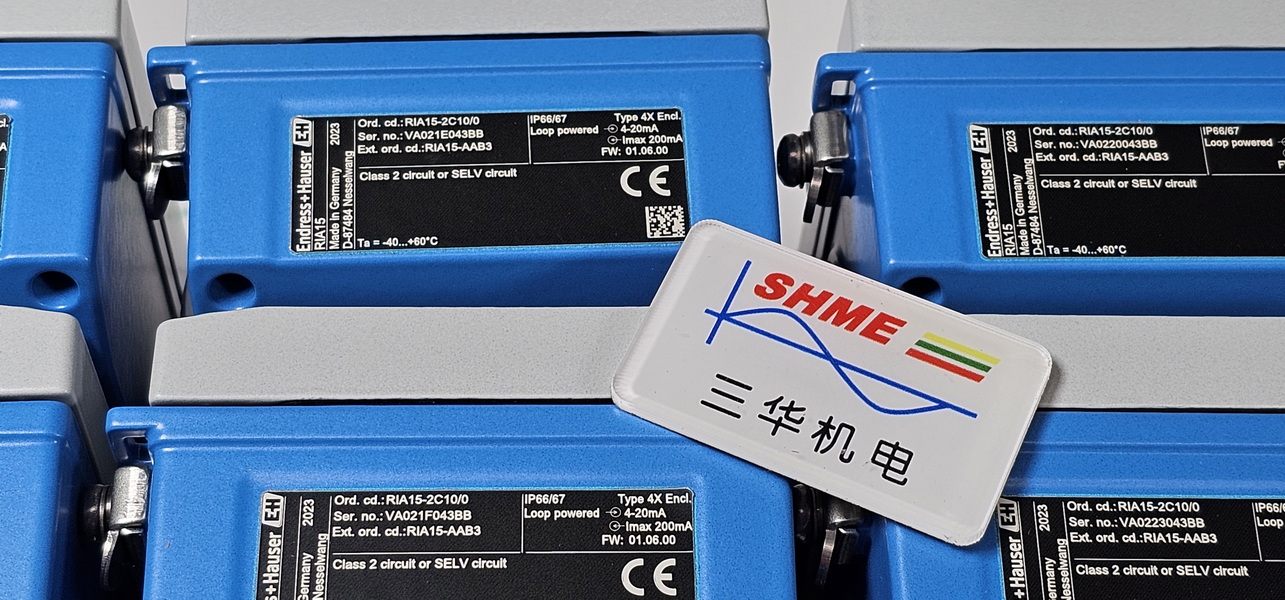 Endress+Hauser EH
RIA15 2023
Made in Germany
D-87484 Nesselwang
Ord. cd.:RIA15-2C10/0
Ser. no.:VA021E043BB
Ext. ord. cd.:RIA15-AAB3
IP66/67
Loop powered
Type 4X Encl.
4-20mA
Imax 200mA
FW: 01.06.00
Class 2 circuit or SELV circuit
CE
Ta = -40...+60°C
Endress+Hauser EH
RIA15 2023
Made in Germany
D-87484 Nesselwang
Ord. cd.:RIA15-2C10/0
Ser. no.:VA0220043BB
Ext. ord. cd.:RIA15-AAB3
IP66/67
Loop powered
Class 2 circuit or SELV circuit
Ta = -40...+60°C
SHME
三华机电
EH
2023
Germany
Nesselwang
Ord. cd.:RIA15-2C10/0
Ser. no.:VA021F043BB
Ext. ord. cd.:RIA15-AAB3
IP66/67
Loop powered
Type 4X Encl.
4-20mA
Imax 200mA
FW: 01.06.00
Class 2 circuit or SELV circuit
CE
+Hauser EH
2023
Ord. cd.:RIA15-2C10/0
Ser. no.:VA0223043BB
Ext. ord. cd.:RIA15-AAB3
Class 2 circuit or SELV circuit